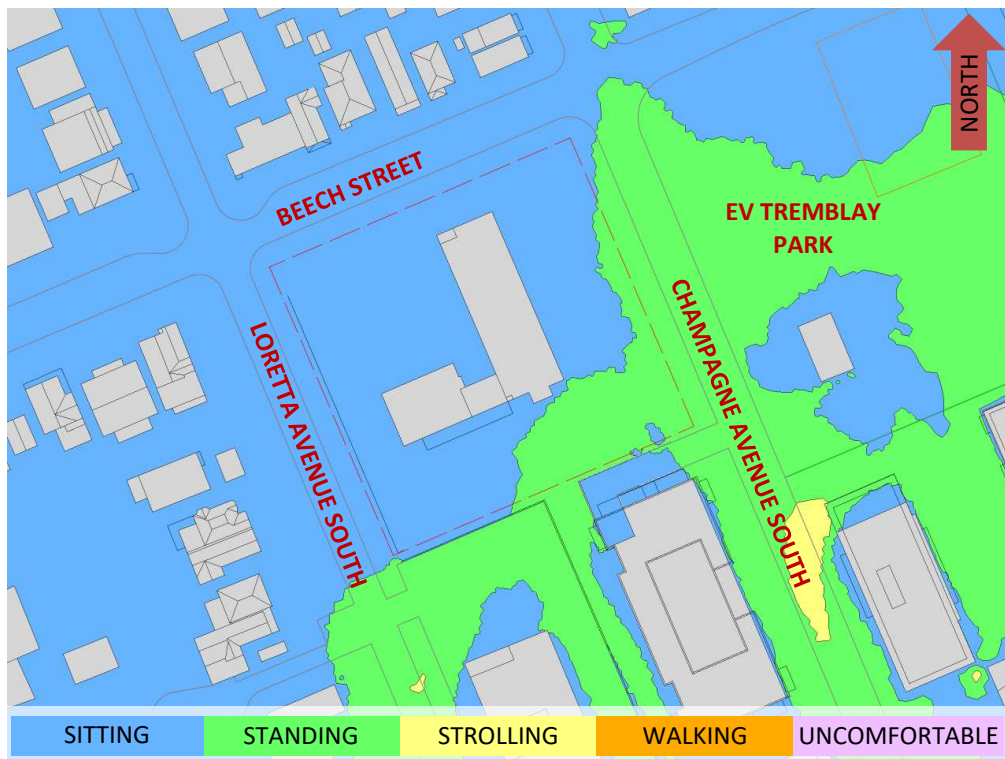 NORTH
BEECH STREET
EV TREMBLAY
PARK
LORETTA AVENUE SOUTH
CHAMPAGNE AVENUE SOUTH
SITTING
STANDING
STROLLING
WALKING
UNCOMFORTABLE